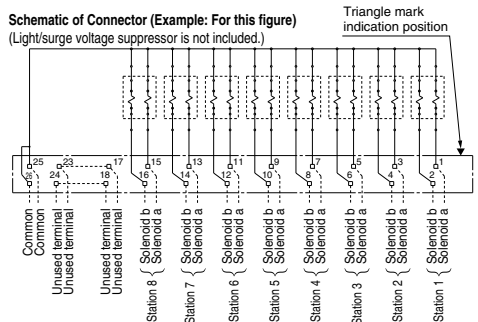 Schematic of Connector (Example: For this figure)
(Light/surge voltage suppressor is not included.)
Triangle mark
indication position
25 23 17 15 13 11 9 7 5 3 1
26 24 18 16 14 12 10 8 6 4 2
Common
Common
Unused terminal
Unused terminal
Unused terminal
Unused terminal
Solenoid b
Solenoid a
Station 8
Solenoid b
Solenoid a
Station 7
Solenoid b
Solenoid a
Station 6
Solenoid b
Solenoid a
Station 5
Solenoid b
Solenoid a
Station 4
Solenoid b
Solenoid a
Station 3
Solenoid b
Solenoid a
Station 2
Solenoid b
Solenoid a
Station 1